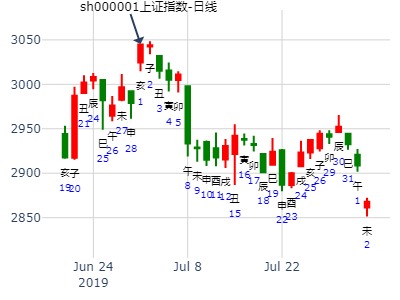 sh000001上证指数-日线
3050
3000
2950
2900
2850
亥
19
子
20
丑
21
辰
24
巳
25
午
26
未
27
申
28
亥
1
子
2
丑
3
寅
4
卯
5
午
8
未
9
申
10
酉
11
戌
12
丑
15
寅
16
卯
17
辰
18
巳
19
申
22
酉
23
戌
24
亥
25
子
26
卯
29
辰
30
巳
31
午
1
未
2
Jun 24
2019
Jul 8
Jul 22